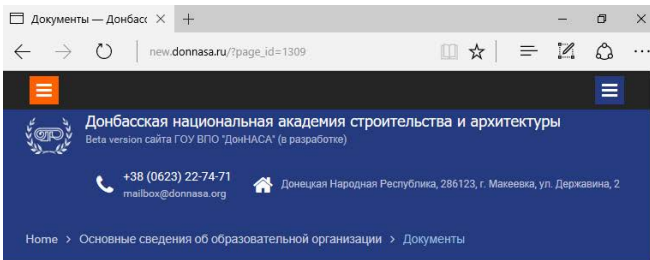 Документы — Донбасс
new.donnasa.ru/?page_id=1309
Донбасская национальная академия строительства и архитектуры
Beta version сайта ГОУ ВПО "ДонНАСА" (в разработке)
+38 (0623) 22-74-71
mailbox@donnasa.org
Донецкая Народная Республика, 286123, г. Макеевка, ул. Державина, 2
Home > Основные сведения об образовательной организации > Документы